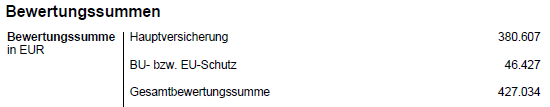 Bewertungssummen
Bewertungssumme Hauptversicherung 380.607
in EUR
BU- bzw. EU-Schutz 46.427
Gesamtbewertungssumme 427.034